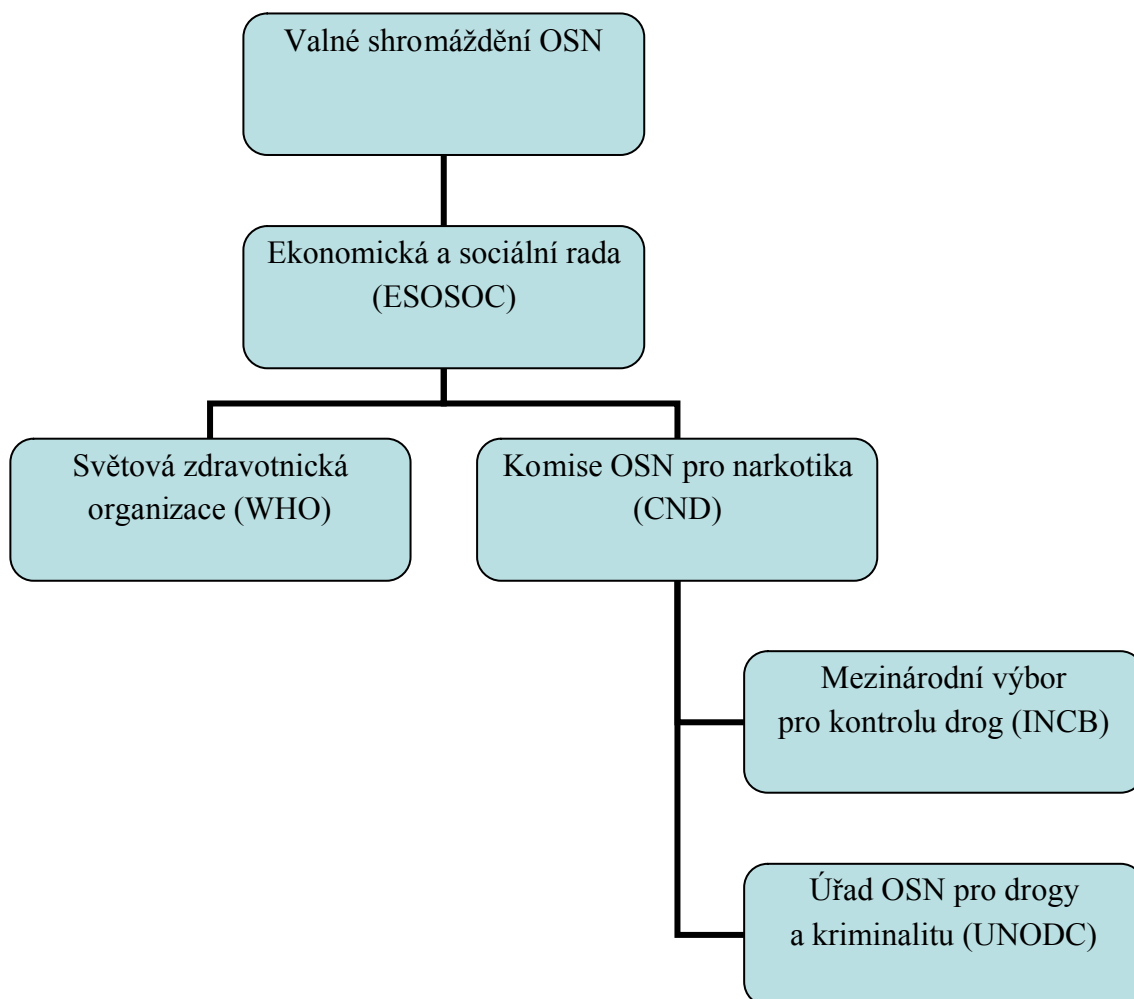 Valné shromáždění OSN
Ekonomická a sociální rada
(ESOSOC)
Světová zdravotnická
organizace (WHO)
Komise OSN pro narkotika
(CND)
Mezinárodní výbor
pro kontrolu drog (INCB)
Úřad OSN pro drogy
a kriminalitu (UNODC)